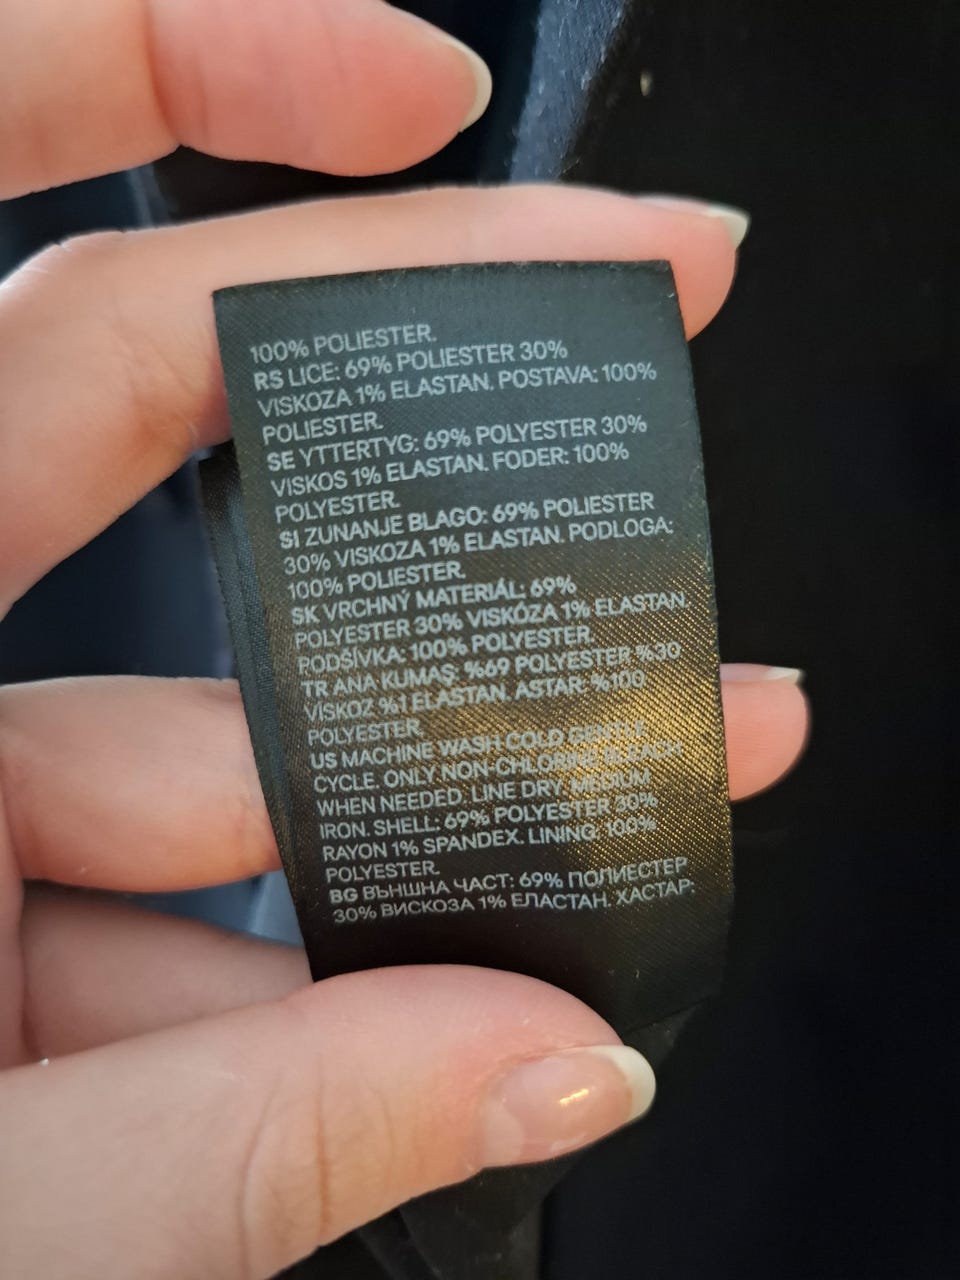 100% POLIESTER.
RS LICE: 69% POLIESTER 30%
VISKOZA 1% ELASTAN. POSTAVA: 100%
POLIESTER.
SE YTTERTYG: 69% POLYESTER 30%
VISKOS 1% ELASTAN. FODER: 100%
POLYESTER.
SI ZUNANJE BLAGO: 69% POLIESTER
30% VISKOZA 1% ELASTAN. PODLOGA:
100% POLIESTER.
SK VRCHNÝ MATERIÁL: 69%
POLYESTER 30% VISKÓZA 1% ELASTAN.
PODŠÍVKA: 100% POLYESTER.
TR ANA KUMAŞ: %69 POLYESTER %30
VİSKOZ %1 ELASTAN. ASTAR: %100
POLYESTER.
US MACHINE WASH COLD GENTLE
CYCLE. ONLY NON-CHLORINE BLEACH
WHEN NEEDED. LINE DRY. MEDIUM
IRON. SHELL: 69% POLYESTER 30%
RAYON 1% SPANDEX. LINING: 100%
POLYESTER.
BG ВЪНШНА ЧАСТ: 69% ПОЛИЕСТЕР
30% ВИСКОЗА 1% ЕЛАСТАН. ХАСТАР: